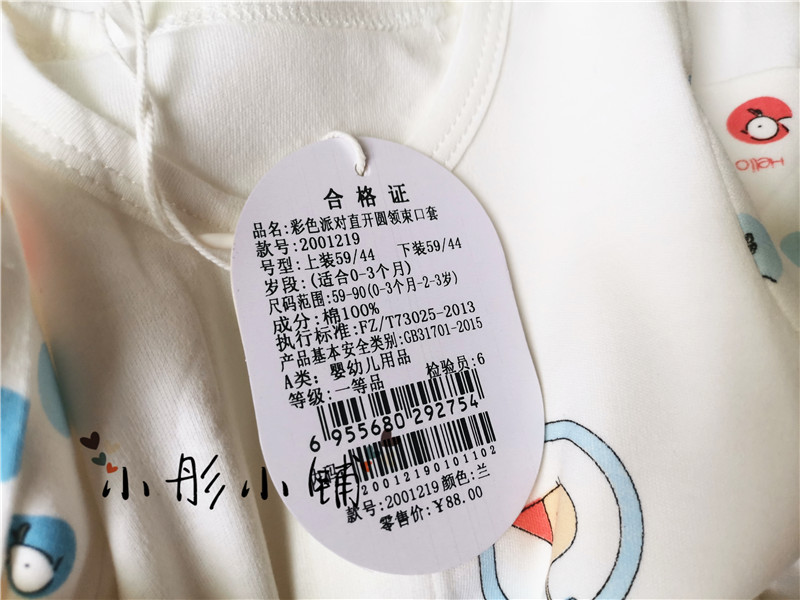 合格证
品名:彩色派对直开圆领束口套
款号:2001219
号型:上装59/44 下装59/44
岁段:(适合0-3个月)
尺码范围:59-90(0-3个月-2-3岁)
成分:棉100%
执行标准:FZ/T73025-2013
产品基本安全类别:GB31701-2015
A类:婴幼儿用品
等级:一等品 检验员:6
6 955680 292754
20012190101102
款号:2001219 颜色:兰
零售价:¥88.00
小彤小铺
Hello